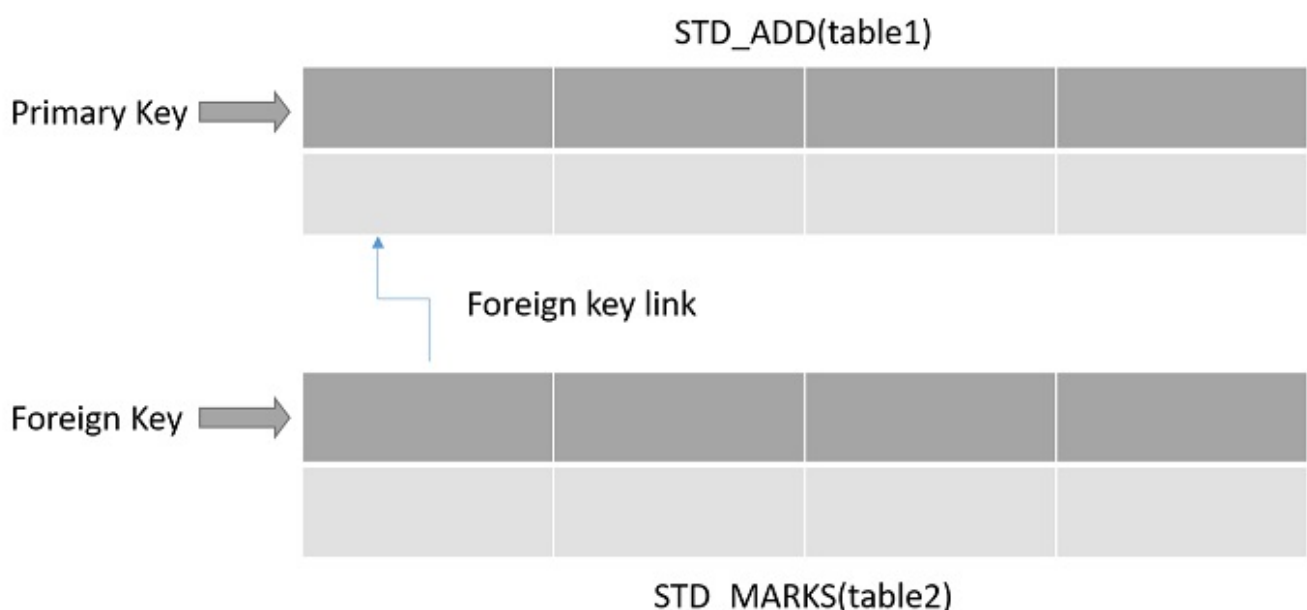 STD_ADD(table1)
Primary Key
Foreign key link
Foreign Key
STD_MARKS(table2)